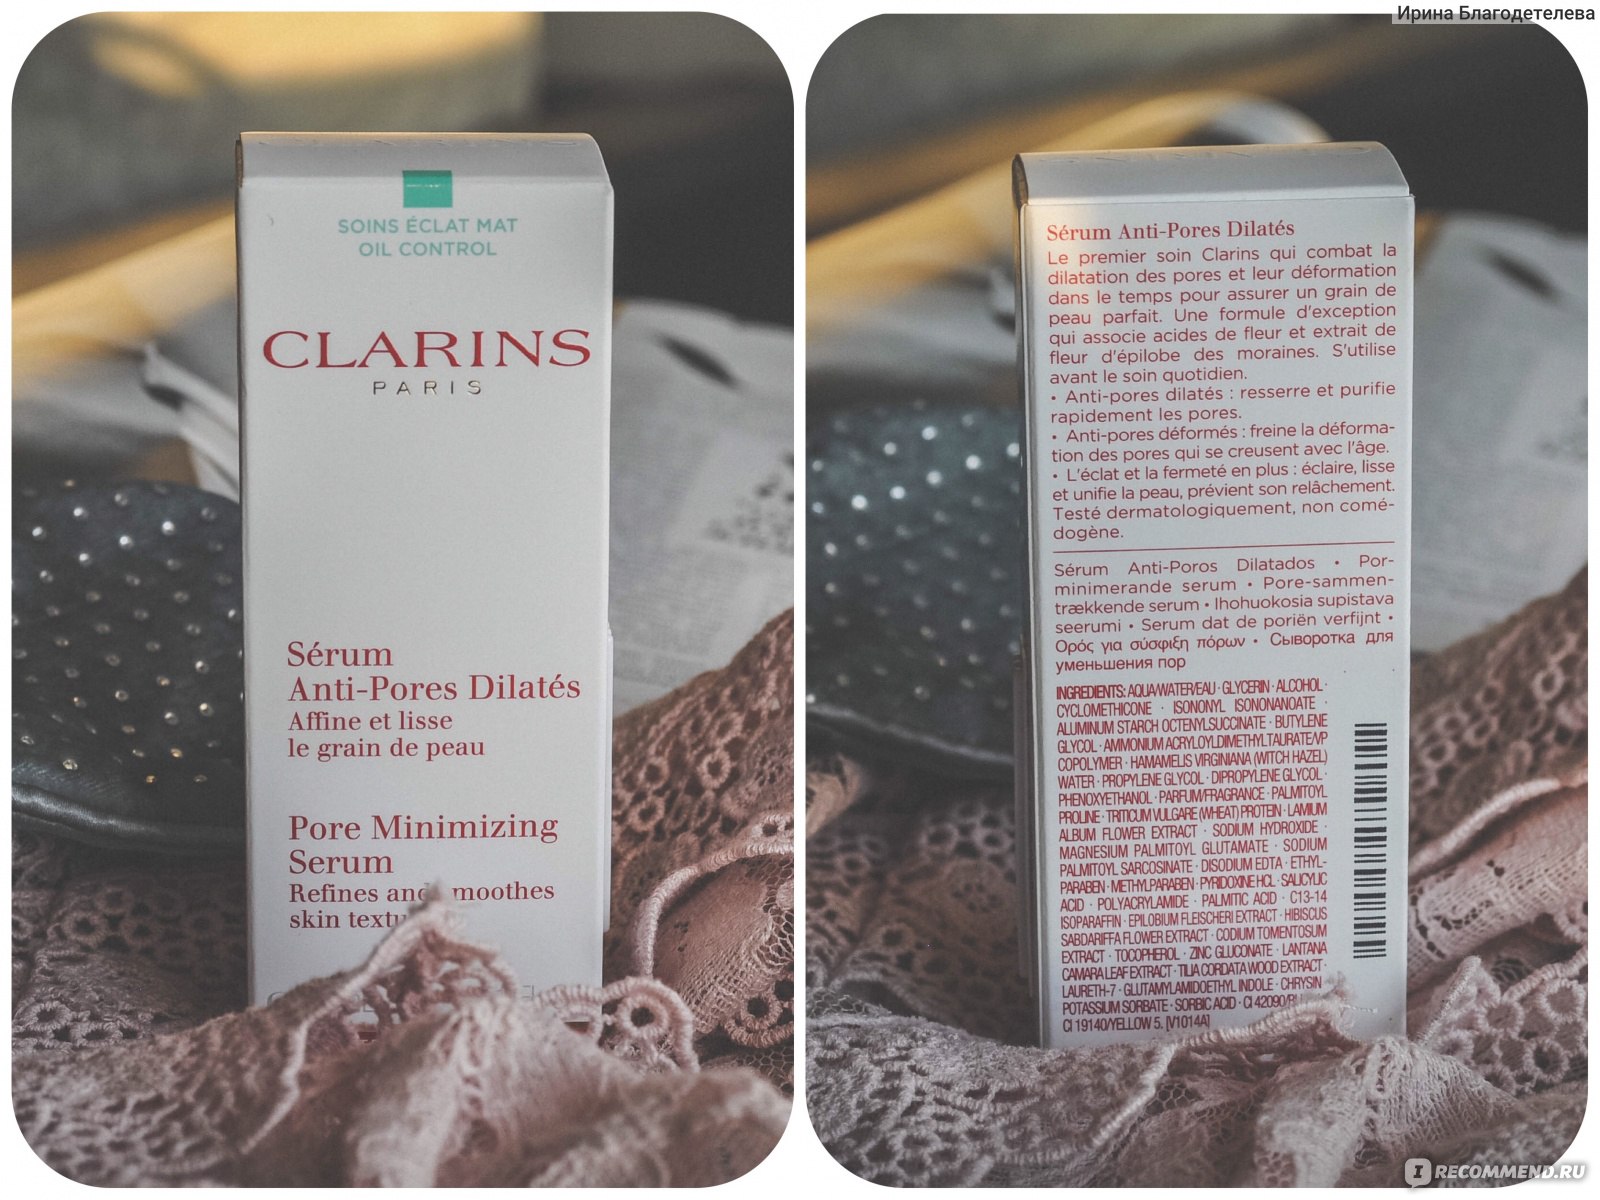 Ирина Благодетелева
SOINS ÉCLAT MAT
OIL CONTROL
CLARINS
PARIS
Sérum
Anti-Pores Dilatés
Affine et lisse
le grain de peau
Pore Minimizing
Serum
Refines and moothes
skin textu
Sérum Anti-Pores Dilatés
Le premier soin Clarins qui combat la
dilatation des pores et leur déformation
dans le temps pour assurer un grain de
peau parfait. Une formule d'exception
qui associe acides de fleur et extrait de
fleur d'épilobe des moraines. S'utilise
avant le soin quotidien.
• Anti-pores dilatés : resserre et purifie
rapidement les pores.
• Anti-pores déformés : freine la déforma-
tion des pores qui se creusent avec l'âge.
• L'éclat et la fermeté en plus : éclaire, lisse
et unifie la peau, prévient son relâchement.
Testé dermatologiquement, non comé-
dogène.
Sérum Anti-Poros Dilatados • Por-
minimerande serum • Pore-sammen-
trækkende serum • Ihohuokosia supistava
seerumi • Serum dat de poriën verfijnt •
Ορός για σύσφιξη πόρων • Сыворотка для
уменьшения пор
INGREDIENTS: AQUA/WATER/EAU · GLYCERIN · ALCOHOL ·
CYCLOMETHICONE · ISONONYL ISONONANOATE ·
ALUMINUM STARCH OCTENYLSUCCINATE · BUTYLENE
GLYCOL · AMMONIUM ACRYLOYLDIMETHYLTAURATE/VP
COPOLYMER · HAMAMELIS VIRGINIANA (WITCH HAZEL)
WATER · PROPYLENE GLYCOL · DIPROPYLENE GLYCOL ·
PHENOXYETHANOL · PARFUM/FRAGRANCE · PALMITOYL
PROLINE · TRITICUM VULGARE (WHEAT) PROTEIN · LAMIUM
ALBUM FLOWER EXTRACT · SODIUM HYDROXIDE ·
MAGNESIUM PALMITOYL GLUTAMATE · SODIUM
PALMITOYL SARCOSINATE · DISODIUM EDTA · ETHYL-
PARABEN · METHYLPARABEN · PYRIDOXINE HCL · SALICYLIC
ACID · POLYACRYLAMIDE · PALMITIC ACID · C13-14
ISOPARAFFIN · EPILOBIUM FLEISCHERI EXTRACT · HIBISCUS
SABDARIFFA FLOWER EXTRACT · CODIUM TOMENTOSUM
EXTRACT · TOCOPHEROL · ZINC GLUCONATE · LANTANA
CAMARA LEAF EXTRACT · TILIA CORDATA WOOD EXTRACT ·
LAURETH-7 · GLUTAMYLAMIDOETHYL INDOLE · CHRYSIN ·
POTASSIUM SORBATE · SORBIC ACID · CI 42090/
CI 19140/YELLOW 5. [V1014A]
IRECOMMEND.RU